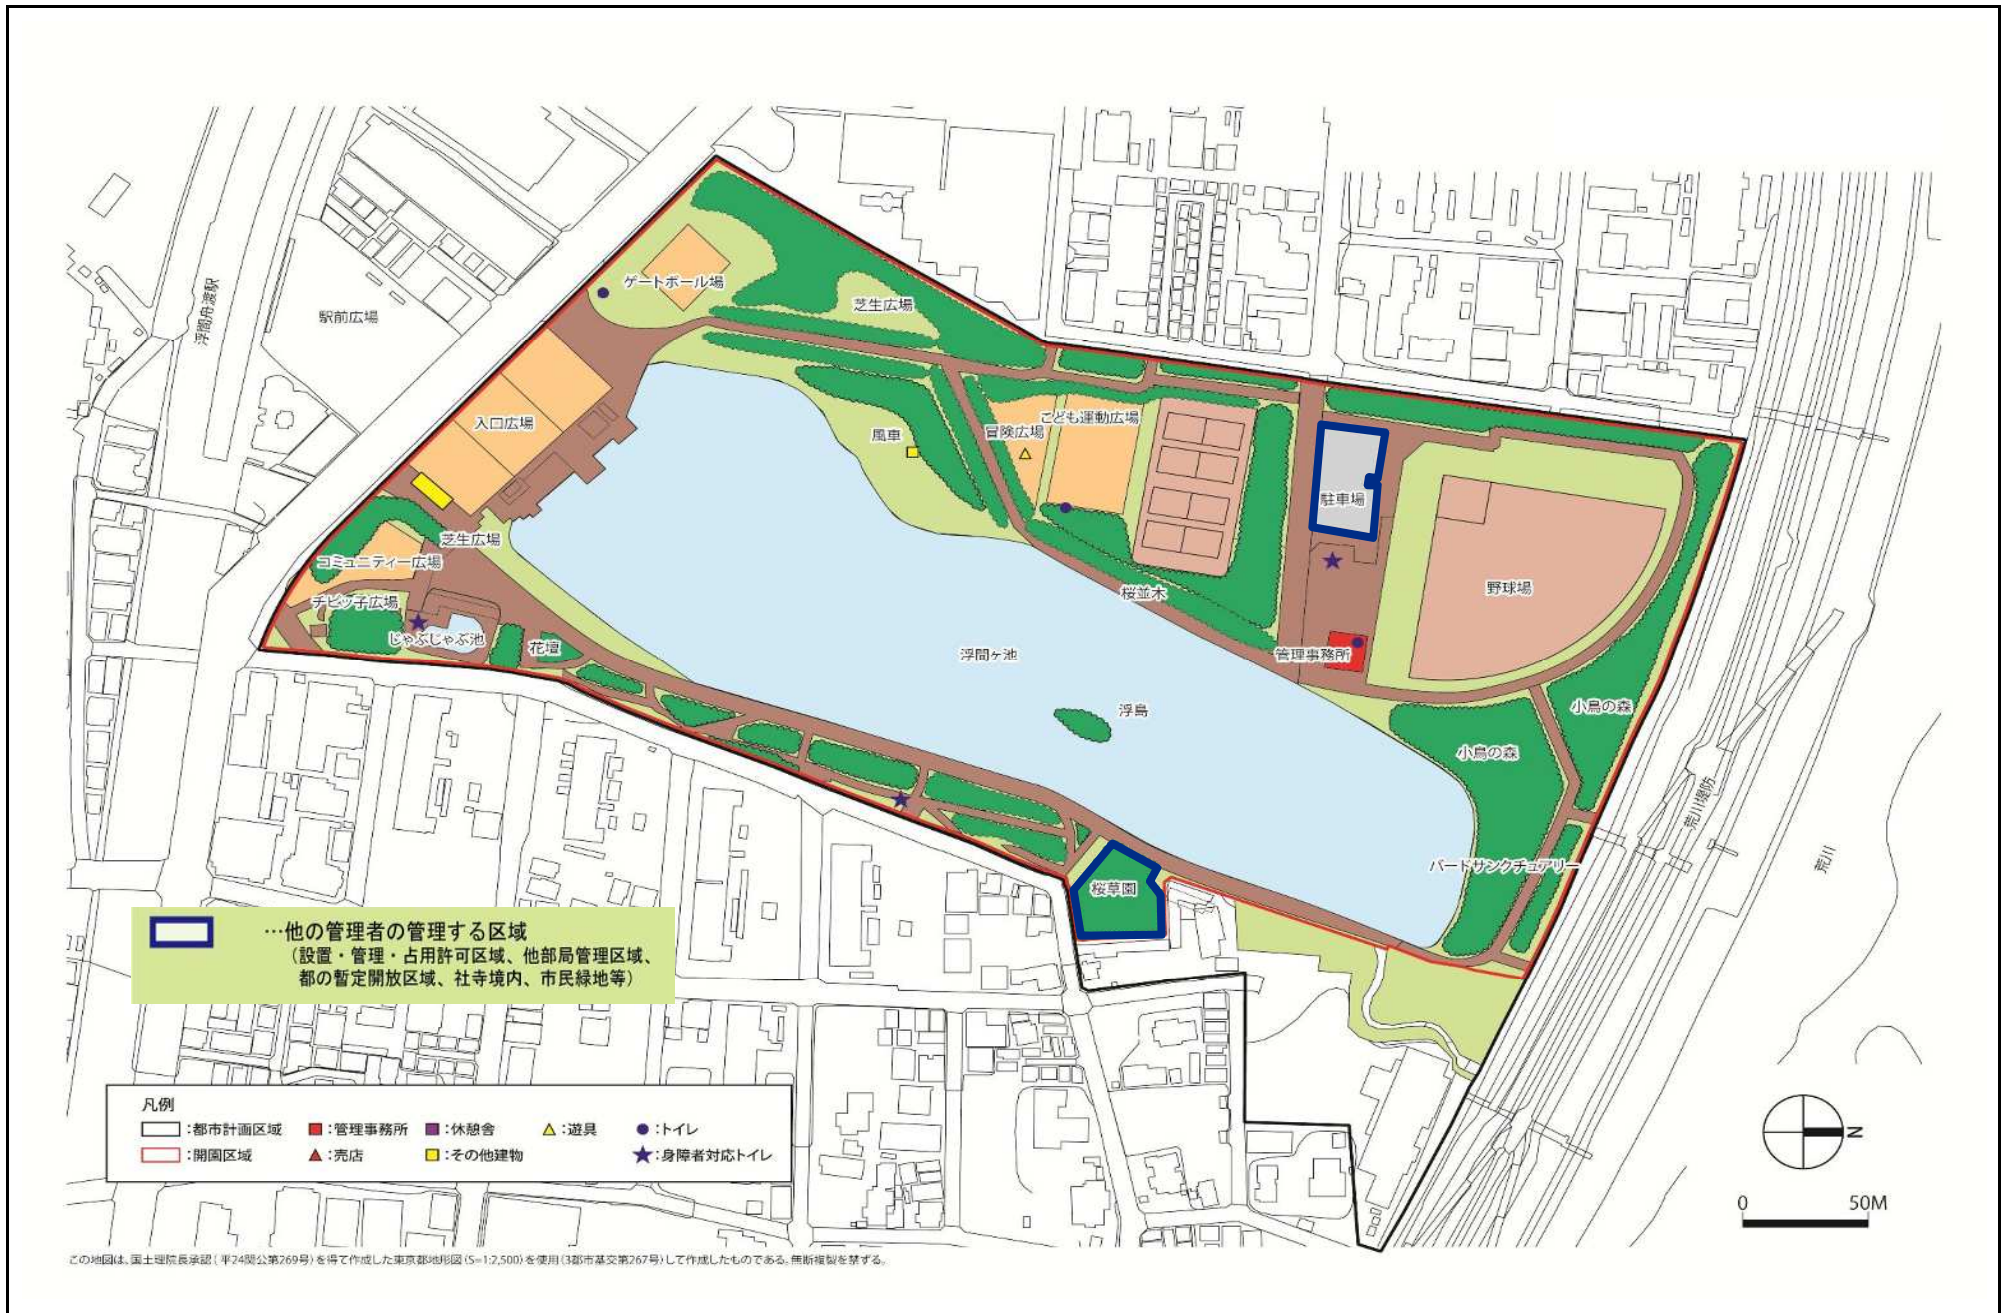 浮間舟渡駅
駅前広場
ゲートボール場
芝生広場
入口広場
風車
冒険広場
こども運動広場
駐車場
野球場
芝生広場
コミュニティー広場
チビッ子広場
じゃぶじゃぶ池
花壇
桜並木
浮間ヶ池
浮島
管理事務所
小鳥の森
小鳥の森
バードサンクチュアリー
桜草園
荒川堤防
荒川
…他の管理者の管理する区域
（設置・管理・占用許可区域、他部局管理区域、
都の暫定開放区域、社寺境内、市民緑地等）
凡例
：都市計画区域 ：管理事務所 ：休憩舎 ：遊具 ：トイレ
：開園区域 ：売店 ：その他建物 ：身障者対応トイレ
N
0 50M
この地図は、国土理院長承認（平24関公第269号）を得て作成した東京都地形図（S=1:2,500）を使用（3都市基交第267号）して作成したものである。無断複製を禁ずる。